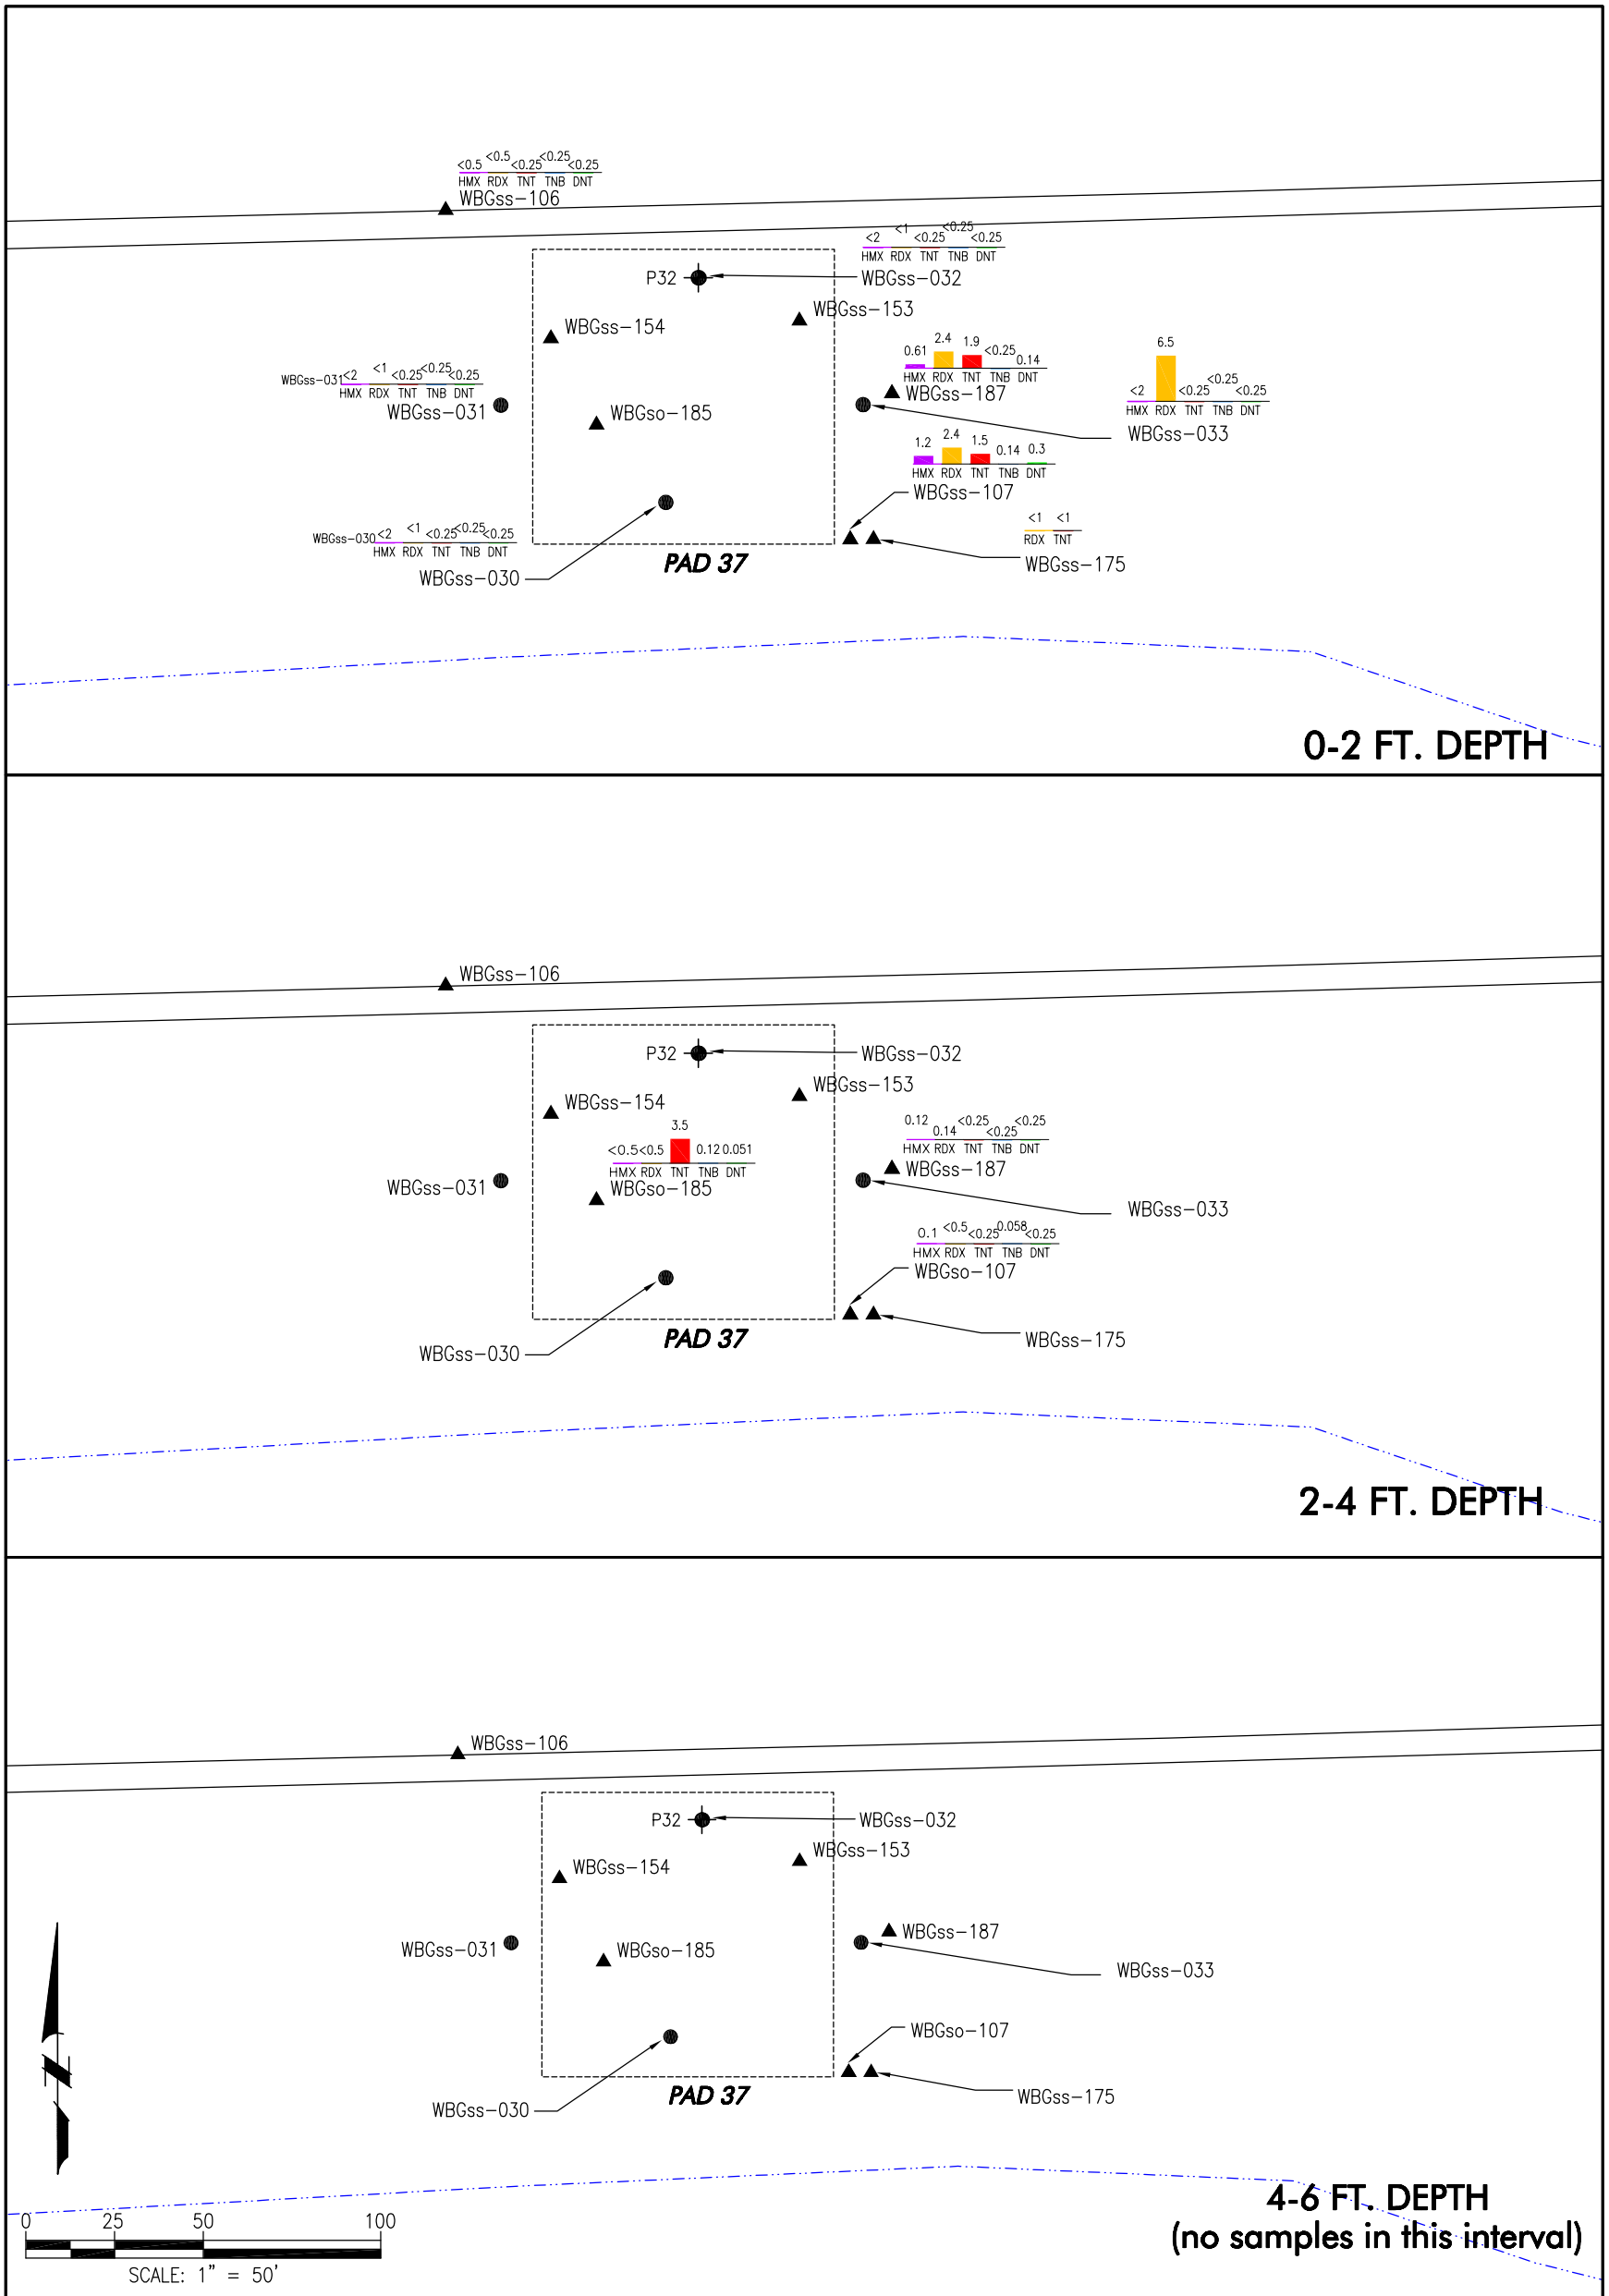 <0.5 <0.5 <0.25 <0.25 <0.25
HMX RDX TNT TNB DNT
WBGss-106
<2 <1 <0.25 <0.25 <0.25
HMX RDX TNT TNB DNT
P32
WBGss-032
WBGss-153
WBGss-154
0.61 2.4 1.9 <0.25 0.14
HMX RDX TNT TNB DNT
WBGss-187
6.5
<2 <0.25 <0.25 <0.25
HMX RDX TNT TNB DNT
WBGss-033
WBGss-031 <2 <1 <0.25 <0.25 <0.25
HMX RDX TNT TNB DNT
WBGss-031
WBGso-185
1.2 2.4 1.5 0.14 0.3
HMX RDX TNT TNB DNT
WBGss-107
WBGss-030 <2 <1 <0.25 <0.25 <0.25
HMX RDX TNT TNB DNT
WBGss-030
<1 <1
RDX TNT
WBGss-175
PAD 37
0-2 FT. DEPTH
WBGss-106
P32
WBGss-032
WBGss-153
WBGss-154
3.5
<0.5 <0.5 0.12 0.051
HMX RDX TNT TNB DNT
WBGso-185
0.12 0.14 <0.25 <0.25 <0.25
HMX RDX TNT TNB DNT
WBGss-187
WBGss-031
WBGss-033
0.1 <0.5 <0.25 0.058 <0.25
HMX RDX TNT TNB DNT
WBGso-107
WBGss-175
WBGss-030
PAD 37
2-4 FT. DEPTH
WBGss-106
P32
WBGss-032
WBGss-153
WBGss-154
WBGss-187
WBGss-031
WBGso-185
WBGss-033
WBGso-107
WBGss-175
WBGss-030
PAD 37
N
4-6 FT. DEPTH
(no samples in this interval)
0 25 50 100
SCALE: 1" = 50'